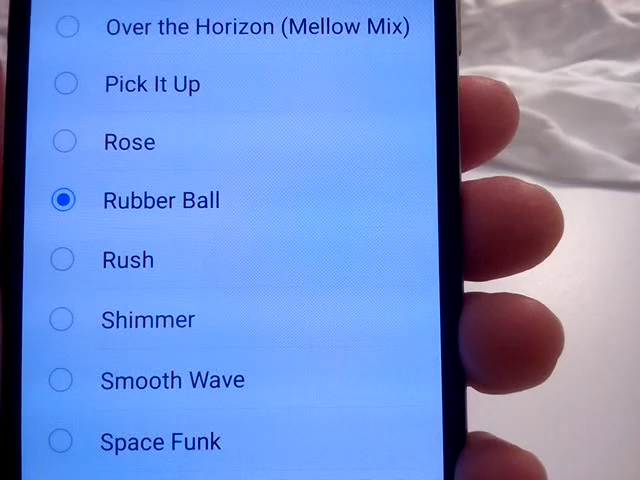 Over the Horizon (Mellow Mix)
Pick It Up
Rose
Rubber Ball
Rush
Shimmer
Smooth Wave
Space Funk